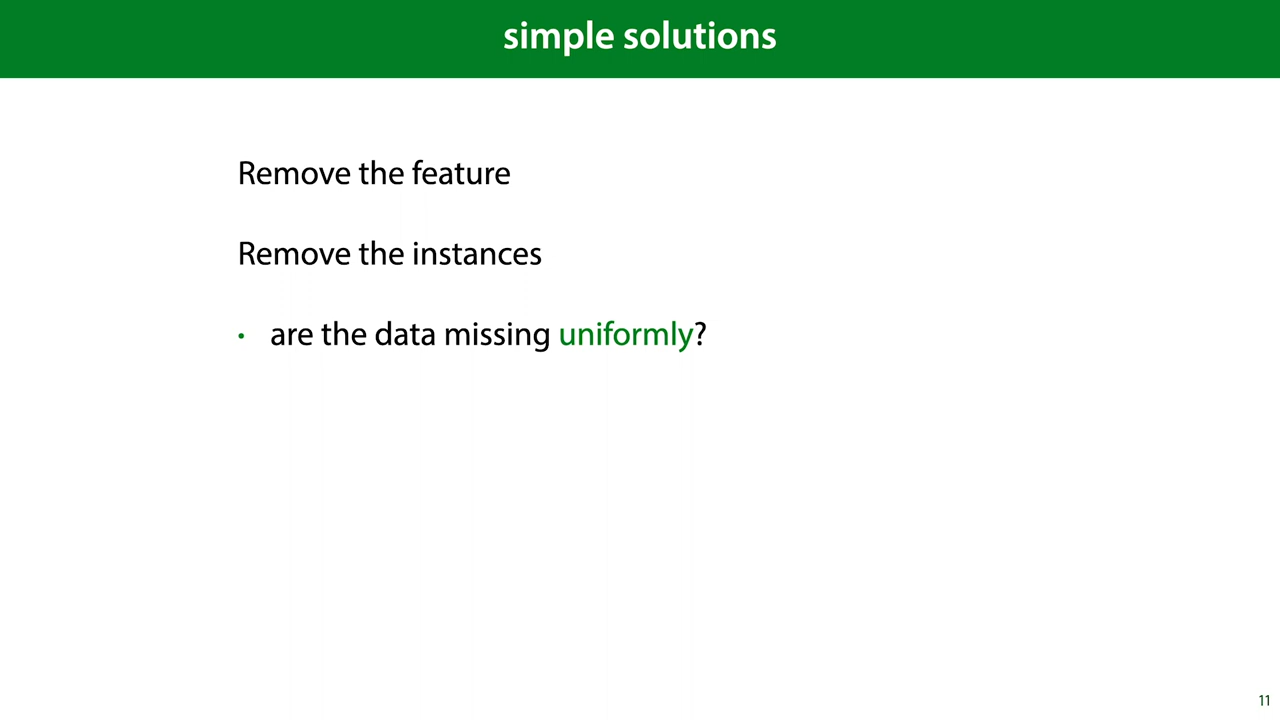 simple solutions
Remove the feature
Remove the instances
• are the data missing uniformly?
11